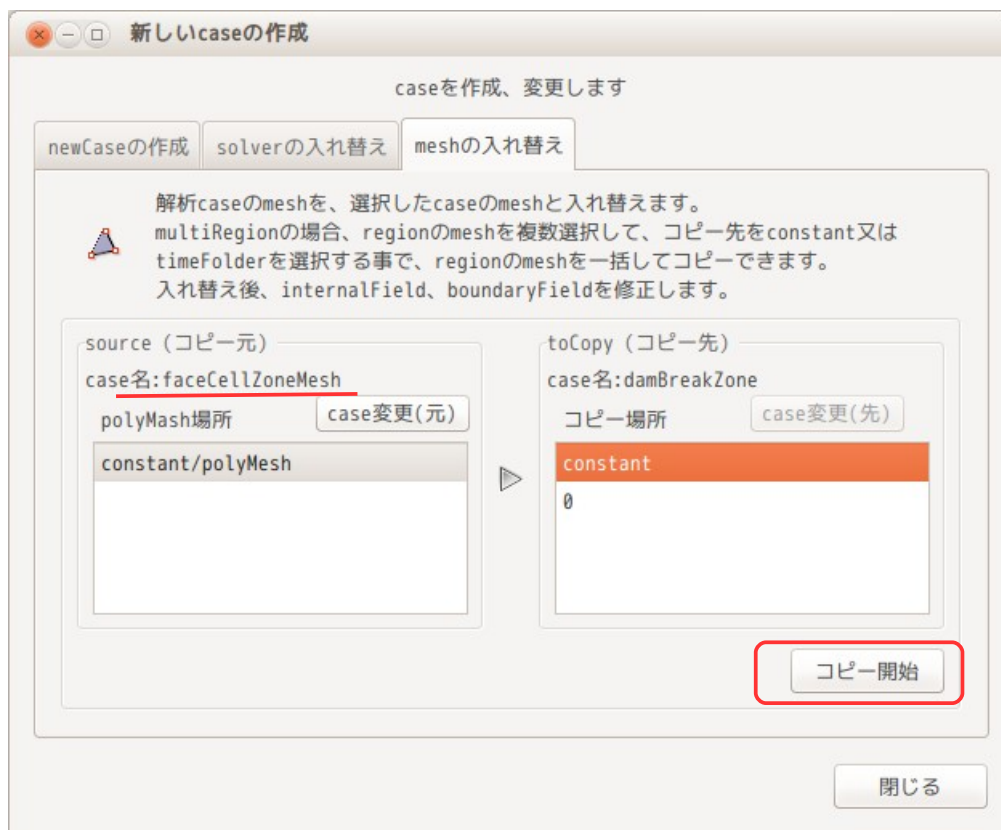 新しいcaseの作成
caseを作成、変更します
newCaseの作成 solverの入れ替え meshの入れ替え
解析caseのmeshを、選択したcaseのmeshと入れ替えます。
multiRegionの場合、regionのmeshを複数選択して、コピー先をconstant又は
timeFolderを選択する事で、regionのmeshを一括してコピーできます。
入れ替え後、internalField、boundaryFieldを修正します。
source (コピー元)
case名:faceCellZoneMesh
polyMash場所 case変更(元)
constant/polyMesh
toCopy (コピー先)
case名:damBreakZone
コピー場所 case変更(先)
constant
0
コピー開始
閉じる